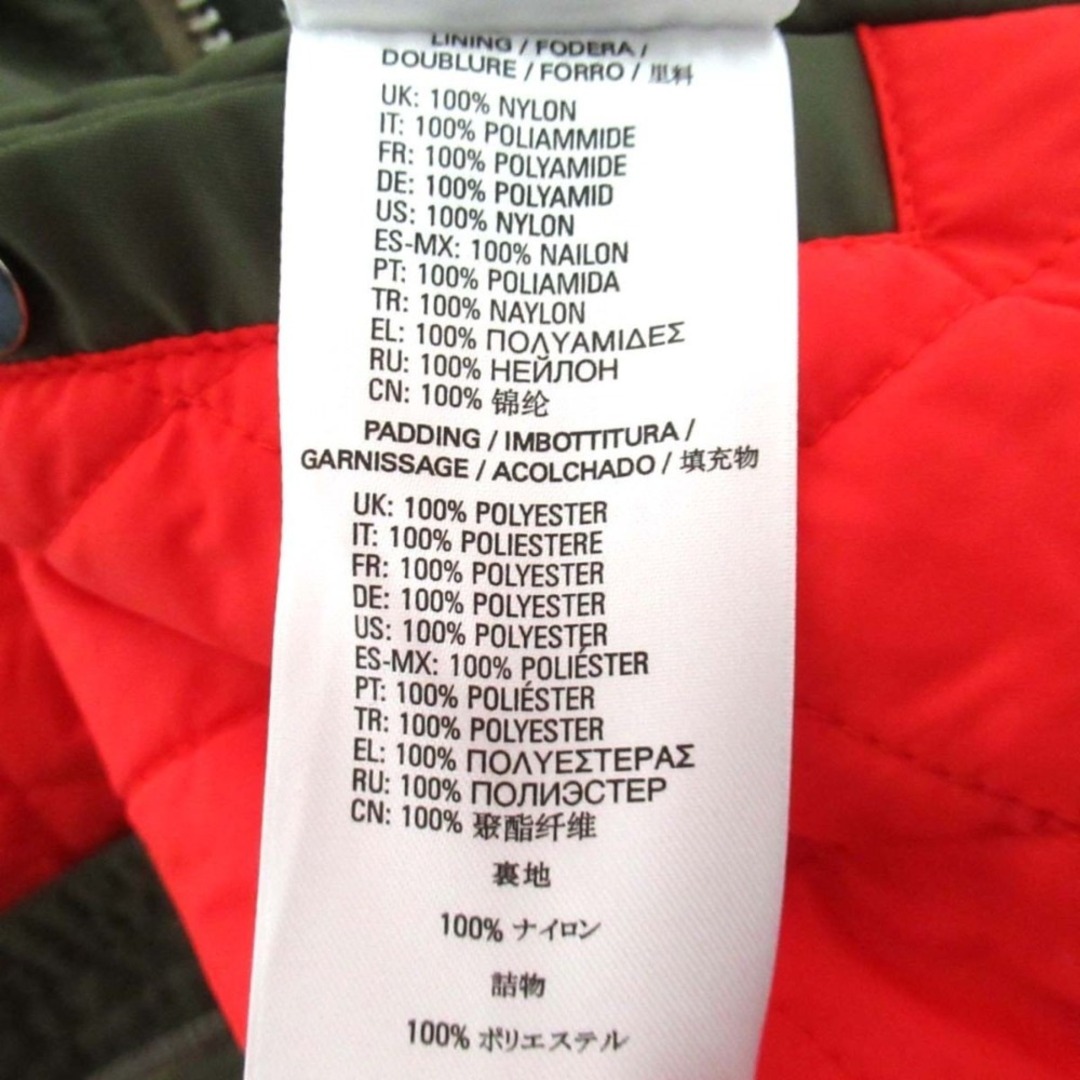 LINING / FODERA /
DOUBLURE / FORRO / 里料
UK: 100% NYLON
IT: 100% POLIAMMIDE
FR: 100% POLYAMIDE
DE: 100% POLYAMID
US: 100% NYLON
ES-MX: 100% NAILON
PT: 100% POLIAMIDA
TR: 100% NAYLON
EL: 100% ΠΟΛΥΑΜΙΔΕΣ
RU: 100% НЕЙЛОН
CN: 100% 锦纶
PADDING / IMBOTTITURA /
GARNISSAGE / ACOLCHADO / 填充物
UK: 100% POLYESTER
IT: 100% POLIESTERE
FR: 100% POLYESTER
DE: 100% POLYESTER
US: 100% POLYESTER
ES-MX: 100% POLIÉSTER
PT: 100% POLIÉSTER
TR: 100% POLYESTER
EL: 100% ΠΟΛΥΕΣΤΕΡΑΣ
RU: 100% ПОЛИЭСТЕР
CN: 100% 聚酯纤维
裏地
100% ナイロン
詰物
100% ポリエステル